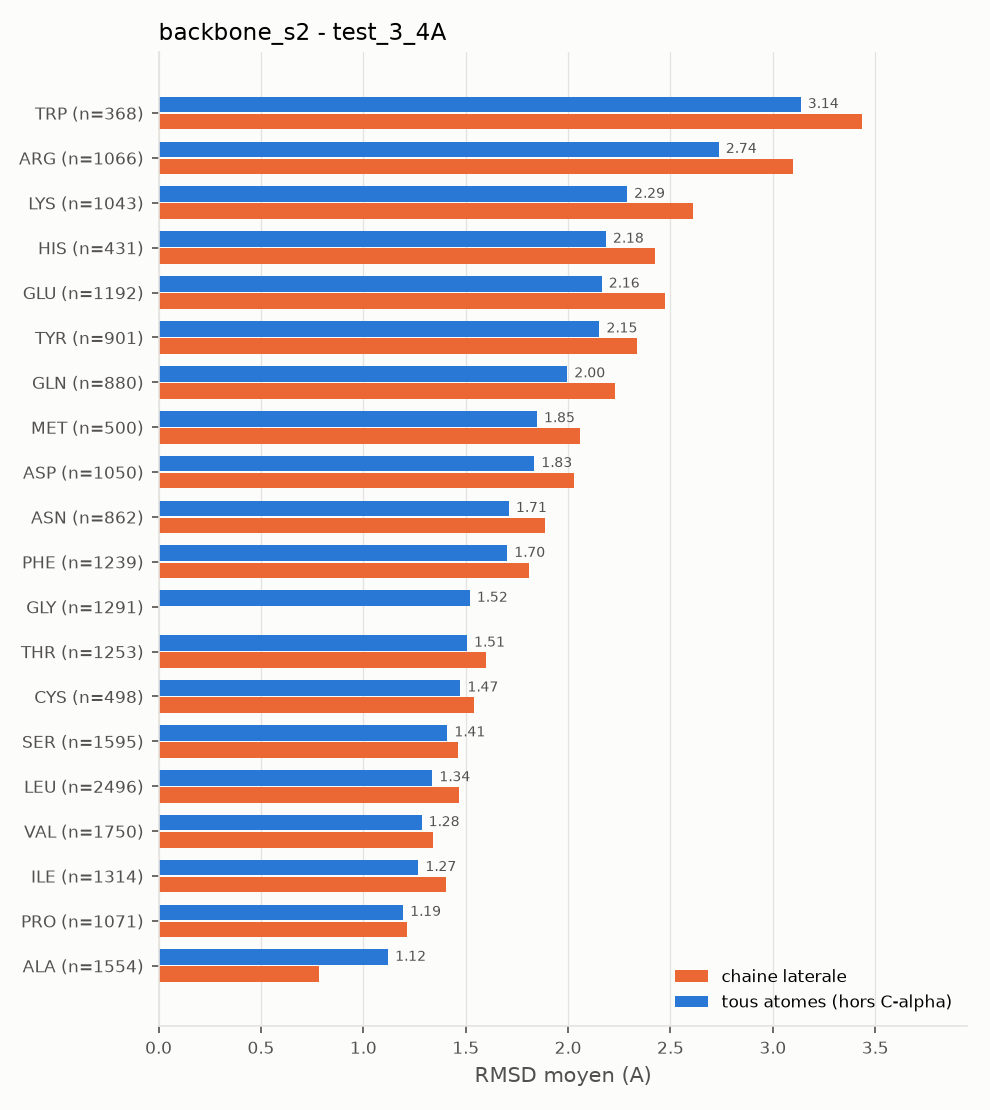 backbone_s2 - test_3_4A
TRP (n=368) 3.14
ARG (n=1066) 2.74
LYS (n=1043) 2.29
HIS (n=431) 2.18
GLU (n=1192) 2.16
TYR (n=901) 2.15
GLN (n=880) 2.00
MET (n=500) 1.85
ASP (n=1050) 1.83
ASN (n=862) 1.71
PHE (n=1239) 1.70
GLY (n=1291) 1.52
THR (n=1253) 1.51
CYS (n=498) 1.47
SER (n=1595) 1.41
LEU (n=2496) 1.34
VAL (n=1750) 1.28
ILE (n=1314) 1.27
PRO (n=1071) 1.19
ALA (n=1554) 1.12
chaine laterale
tous atomes (hors C-alpha)
0.0 0.5 1.0 1.5 2.0 2.5 3.0 3.5
RMSD moyen (A)